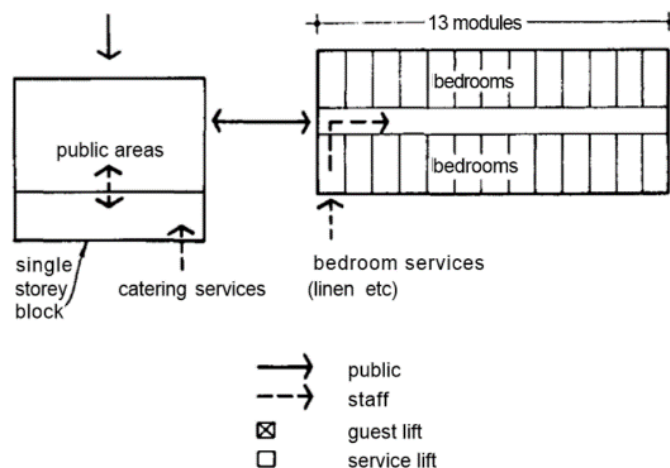 13 modules
bedrooms
public areas
bedrooms
single
storey
block
catering services
bedroom services
(linen etc)
public
staff
guest lift
service lift